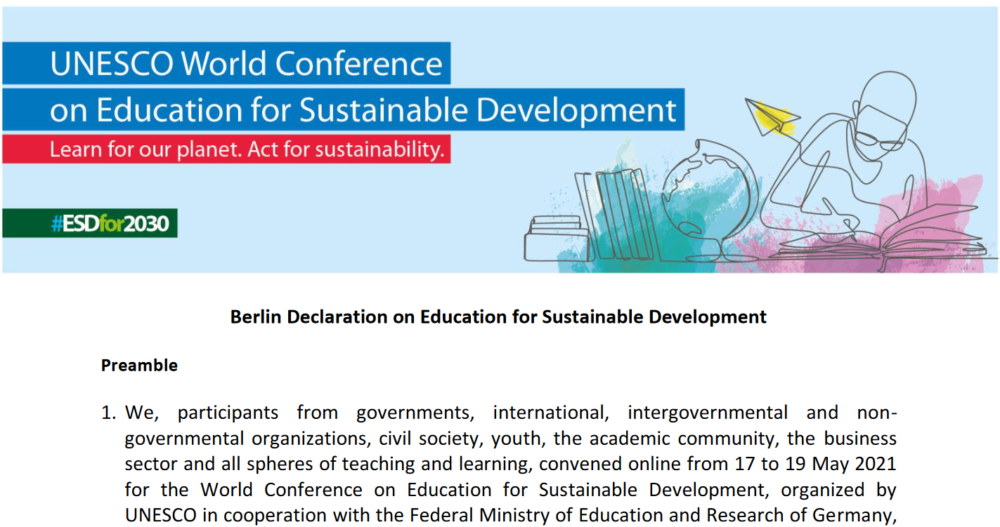 UNESCO World Conference
on Education for Sustainable Development
Learn for our planet. Act for sustainability.
#ESDfor2030
Berlin Declaration on Education for Sustainable Development
Preamble
1. We, participants from governments, international, intergovernmental and non-
governmental organizations, civil society, youth, the academic community, the business
sector and all spheres of teaching and learning, convened online from 17 to 19 May 2021
for the World Conference on Education for Sustainable Development, organized by
UNESCO in cooperation with the Federal Ministry of Education and Research of Germany,